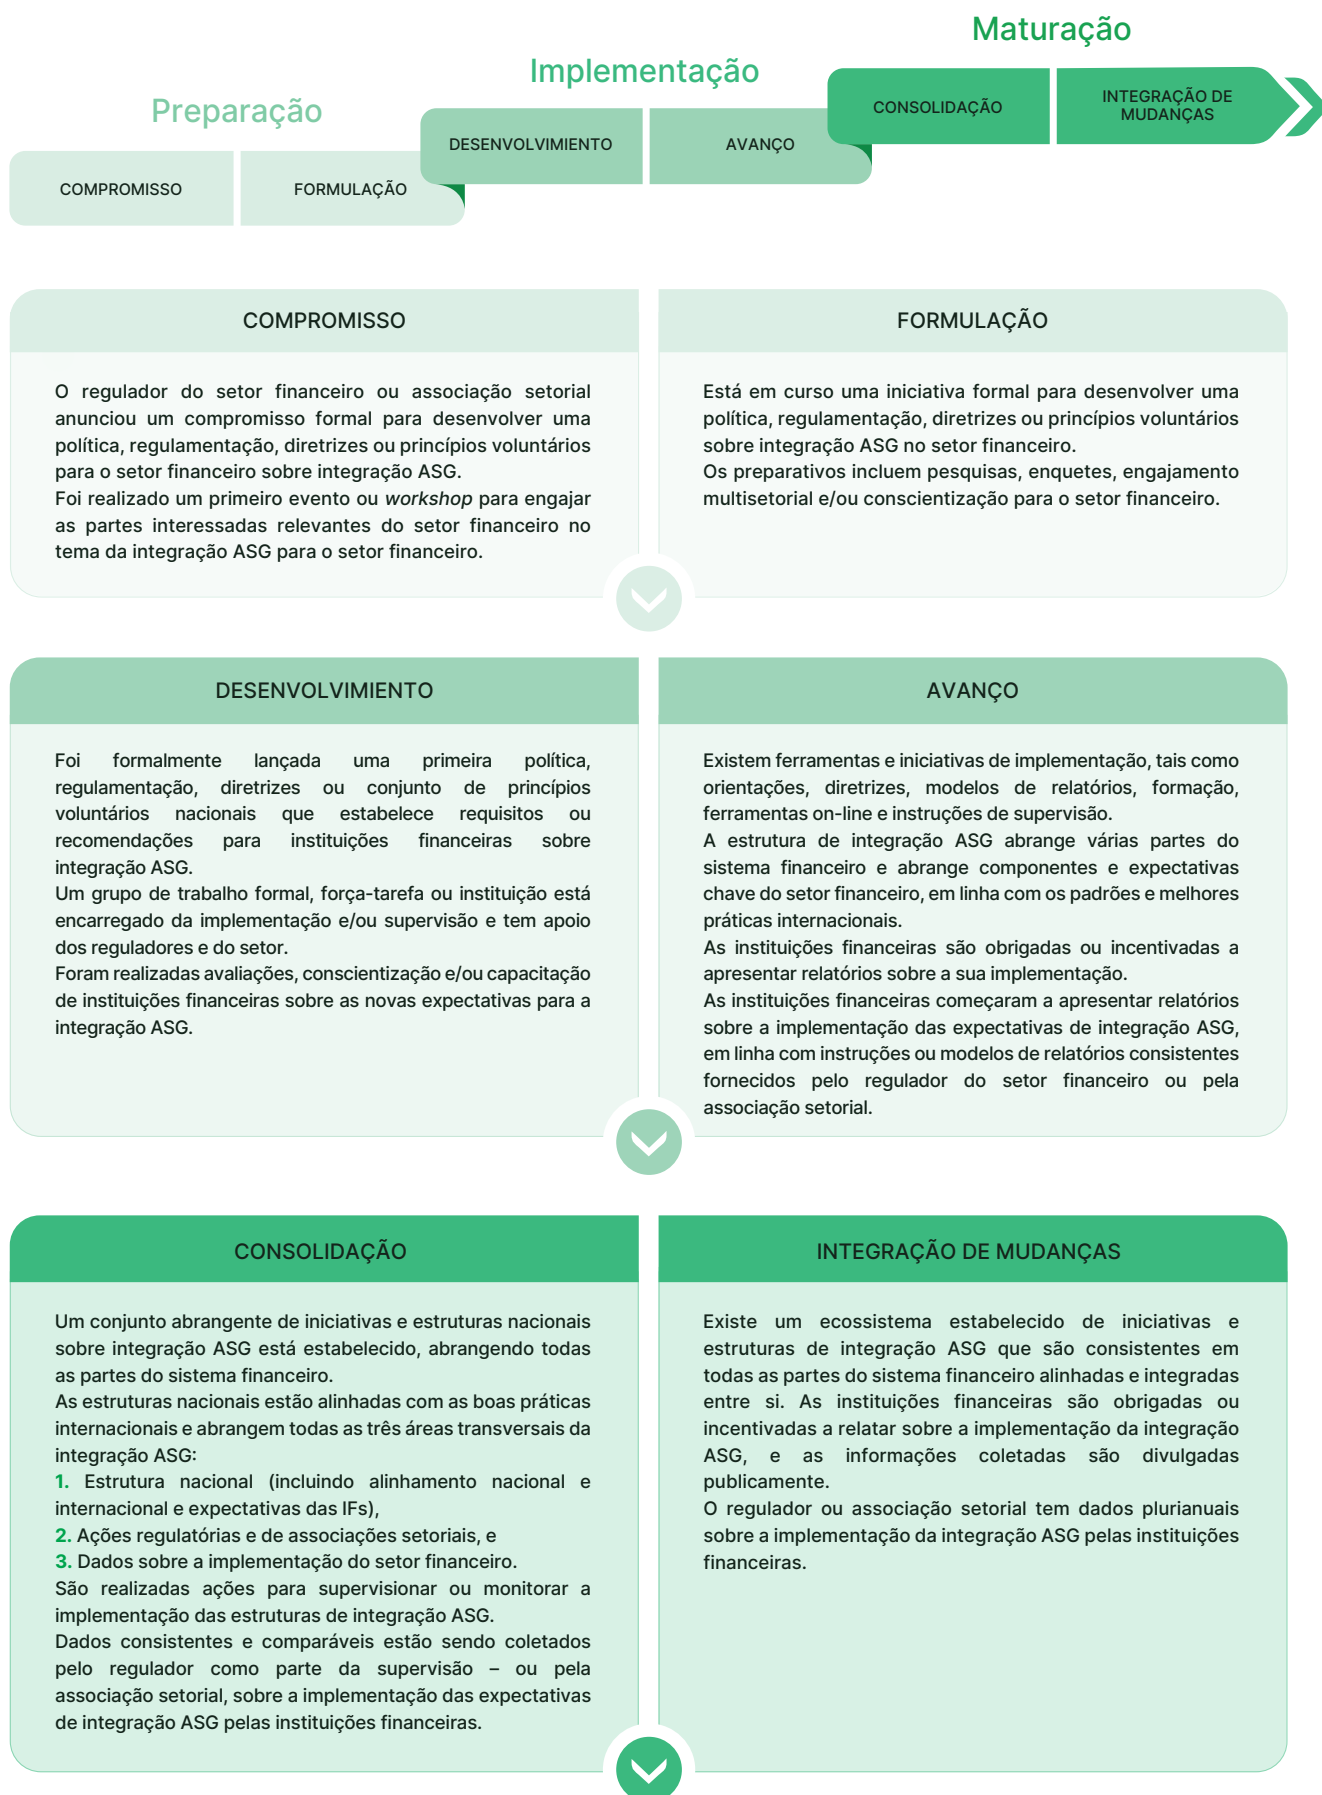 Preparação
Implementação
Maturação
COMPROMISSO
FORMULAÇÃO
DESENVOLVIMIENTO
AVANÇO
CONSOLIDAÇÃO
INTEGRAÇÃO DE
MUDANÇAS
COMPROMISSO
O regulador do setor financeiro ou associação setorial
anunciou um compromisso formal para desenvolver uma
política, regulamentação, diretrizes ou princípios voluntários
para o setor financeiro sobre integração ASG.
Foi realizado um primeiro evento ou workshop para engajar
as partes interessadas relevantes do setor financeiro no
tema da integração ASG para o setor financeiro.
FORMULAÇÃO
Está em curso uma iniciativa formal para desenvolver uma
política, regulamentação, diretrizes ou princípios voluntários
sobre integração ASG no setor financeiro.
Os preparativos incluem pesquisas, enquetes, engajamento
multisetorial e/ou conscientização para o setor financeiro.
DESENVOLVIMIENTO
Foi formalmente lançada uma primeira política,
regulamentação, diretrizes ou conjunto de princípios
voluntários nacionais que estabelece requisitos ou
recomendações para instituições financeiras sobre
integração ASG.
Um grupo de trabalho formal, força-tarefa ou instituição está
encarregado da implementação e/ou supervisão e tem apoio
dos reguladores e do setor.
Foram realizadas avaliações, conscientização e/ou capacitação
de instituições financeiras sobre as novas expectativas para a
integração ASG.
AVANÇO
Existem ferramentas e iniciativas de implementação, tais como
orientações, diretrizes, modelos de relatórios, formação,
ferramentas on-line e instruções de supervisão.
A estrutura de integração ASG abrange várias partes do
sistema financeiro e abrange componentes e expectativas
chave do setor financeiro, em linha com os padrões e melhores
práticas internacionais.
As instituições financeiras são obrigadas ou incentivadas a
apresentar relatórios sobre a sua implementação.
As instituições financeiras começaram a apresentar relatórios
sobre a implementação das expectativas de integração ASG,
em linha com instruções ou modelos de relatórios consistentes
fornecidos pelo regulador do setor financeiro ou pela
associação setorial.
CONSOLIDAÇÃO
Um conjunto abrangente de iniciativas e estruturas nacionais
sobre integração ASG está estabelecido, abrangendo todas
as partes do sistema financeiro.
As estruturas nacionais estão alinhadas com as boas práticas
internacionais e abrangem todas as três áreas transversais da
integração ASG:
1. Estrutura nacional (incluindo alinhamento nacional e
internacional e expectativas das IFs),
2. Ações regulatórias e de associações setoriais, e
3. Dados sobre a implementação do setor financeiro.
São realizadas ações para supervisionar ou monitorar a
implementação das estruturas de integração ASG.
Dados consistentes e comparáveis estão sendo coletados
pelo regulador como parte da supervisão – ou pela
associação setorial, sobre a implementação das expectativas
de integração ASG pelas instituições financeiras.
INTEGRAÇÃO DE MUDANÇAS
Existe um ecossistema estabelecido de iniciativas e
estruturas de integração ASG que são consistentes em
todas as partes do sistema financeiro alinhadas e integradas
entre si. As instituições financeiras são obrigadas ou
incentivadas a relatar sobre a implementação da integração
ASG, e as informações coletadas são divulgadas
publicamente.
O regulador ou associação setorial tem dados plurianuais
sobre a implementação da integração ASG pelas instituições
financeiras.